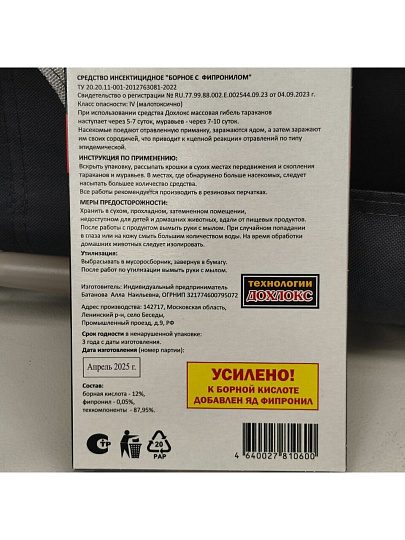 СРЕДСТВО ИНСЕКТИЦИДНОЕ "БОРНОЕ С ФИПРОНИЛОМ"
ТУ 20.20.11-001-2012763081-2022
Свидетельство о регистрации № RU.77.99.88.002.E.002544.09.23 от 04.09.2023 г.
Класс опасности: IV (малотоксично)
При использовании средства Дохлокс массовая гибель тараканов
наступает через 5-7 суток, муравьев - через 7-10 суток.
Насекомые поедают отравленную приманку, заражаются ядом, а затем заражают
им своих сородичей, что приводит к «цепной реакции» отравлений по типу
эпидемической.
ИНСТРУКЦИЯ ПО ПРИМЕНЕНИЮ:
Вскрыть упаковку, рассыпать крошки в сухих местах передвижения и скопления
тараканов и муравьев. В местах, где обнаружено больше насекомых, следует
насыпать большее количество средства.
Все работы рекомендуется производить в резиновых перчатках.
МЕРЫ ПРЕДОСТОРОЖНОСТИ:
Хранить в сухом, прохладном, затемненном помещении,
недоступном для детей и домашних животных, вдали от пищевых продуктов.
После работы с продуктом вымыть руки с мылом. При случайном попадании
в глаза или на кожу смыть большим количеством воды. На время обработки
домашних животных следует изолировать.
Утилизация:
Выбрасывать в мусоросборник, завернув в бумагу.
После работ по утилизации вымыть руки с мылом.
Изготовитель: Индивидуальный предприниматель
Батанова Алла Наильевна, ОГРНИП 321774600795072
Адрес производства: 142717, Московская область,
Ленинский р-н, село Беседы,
Промышленный проезд, д.9, РФ
Срок годности в ненарушенной упаковке:
3 года с даты изготовления.
Дата изготовления (номер партии):
Апрель 2025 г.
ТЕХНОЛОГИИ
ДОХЛОКС
Состав:
борная кислота - 12%,
фипронил - 0,05%,
техкомпоненты - 87,95%.
УСИЛЕНО!
К БОРНОЙ КИСЛОТЕ
ДОБАВЛЕН ЯД ФИПРОНИЛ
СТР
20
PAP
4 640027 810600